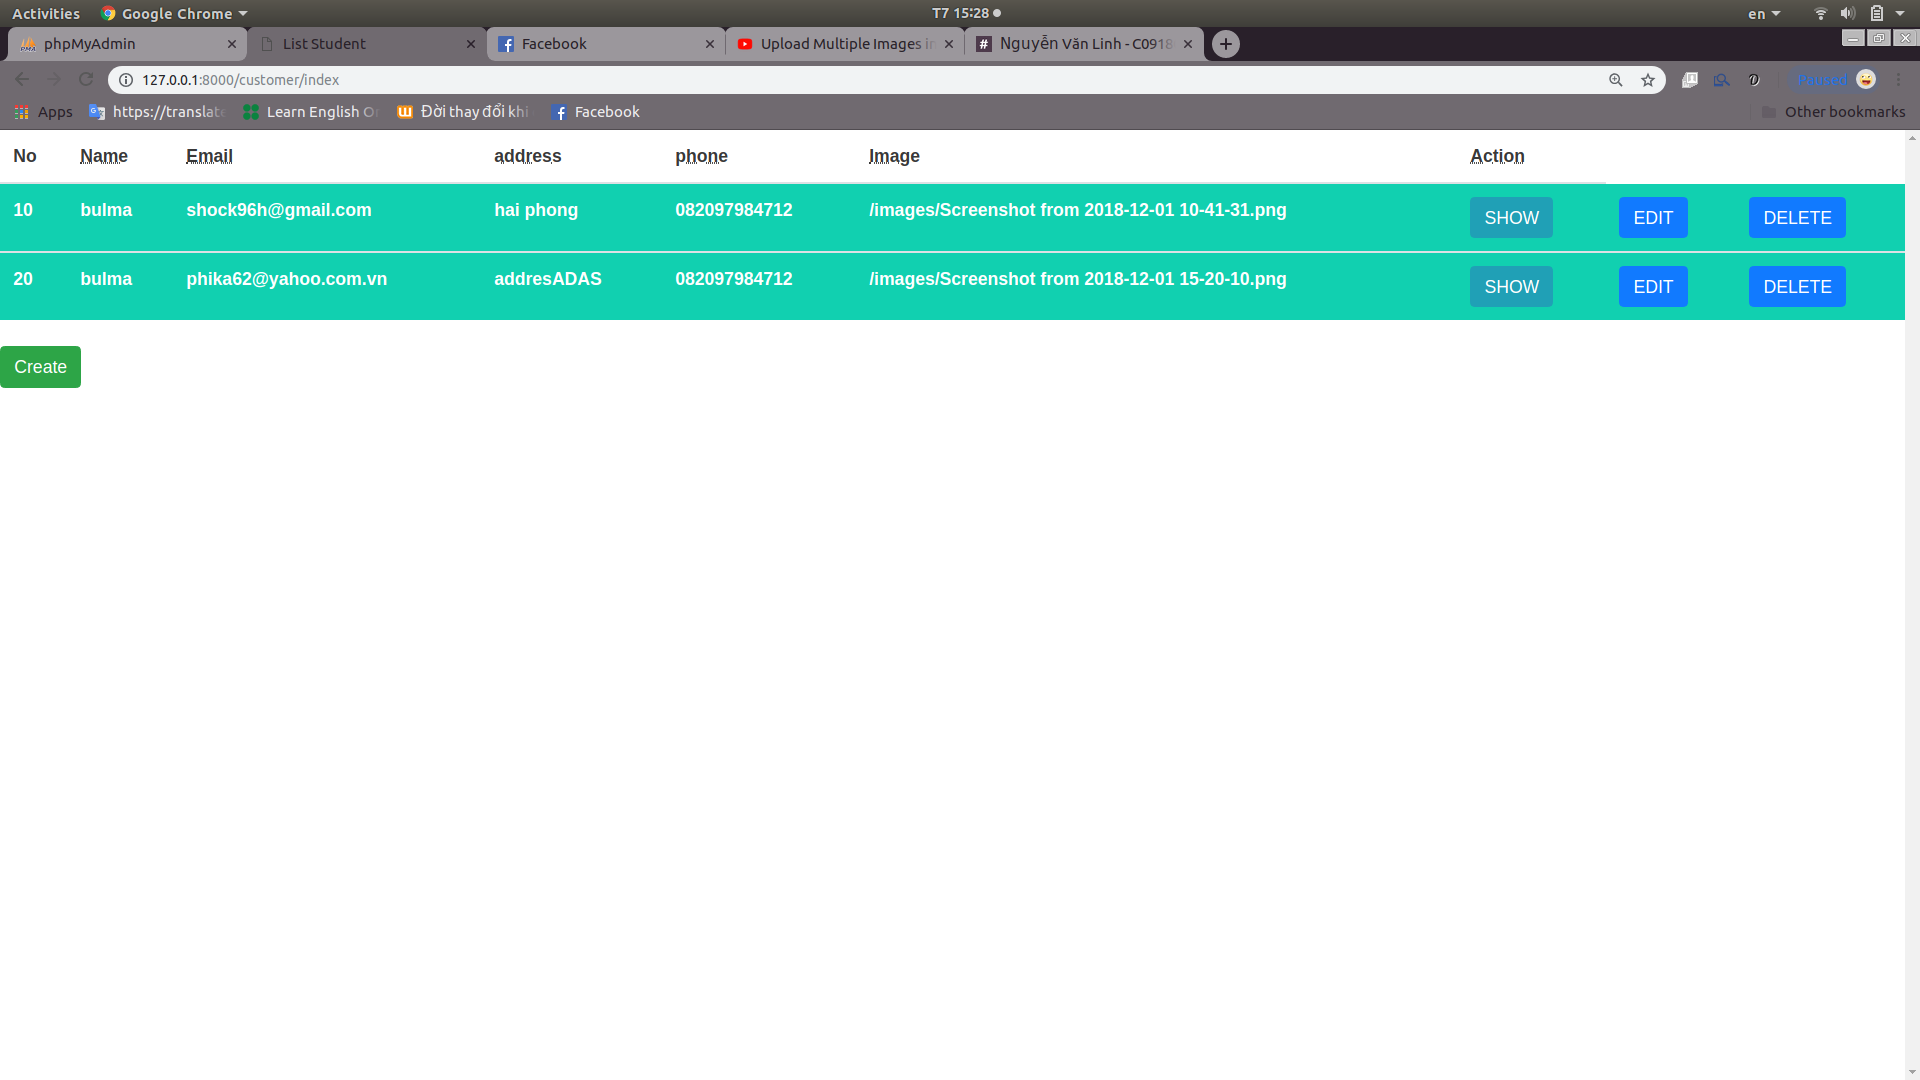 Activities Google Chrome T7 15:28 en
phpMyAdmin List Student Facebook Upload Multiple Images in Nguyễn Văn Linh - C0918
127.0.0.1:8000/customer/index Paused
Apps https://translate Learn English On Đời thay đổi khi Facebook Other bookmarks
No Name Email address phone Image Action
10 bulma shock96h@gmail.com hai phong 082097984712 /images/Screenshot from 2018-12-01 10-41-31.png SHOW EDIT DELETE
20 bulma phika62@yahoo.com.vn addresADAS 082097984712 /images/Screenshot from 2018-12-01 15-20-10.png SHOW EDIT DELETE
Create